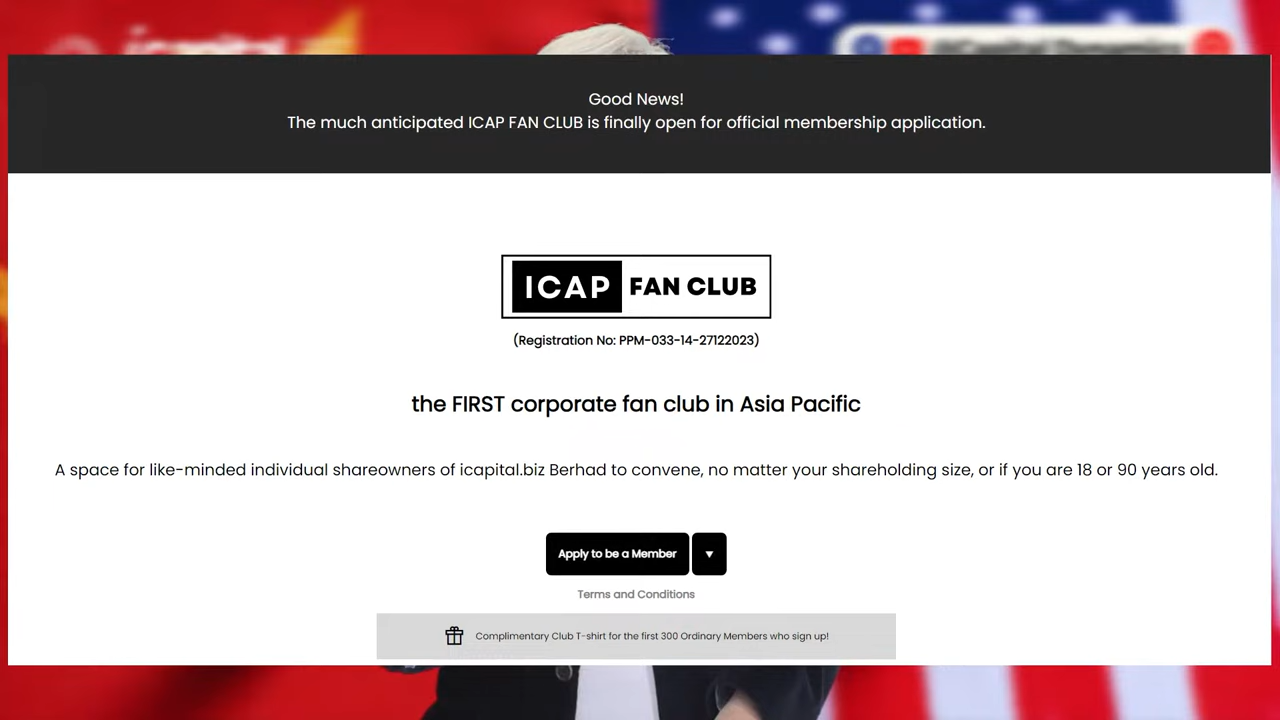 Good News!
The much anticipated ICAP FAN CLUB is finally open for official membership application.
ICAP FAN CLUB
(Registration No: PPM-033-14-27122023)
the FIRST corporate fan club in Asia Pacific
A space for like-minded individual shareowners of icapital.biz Berhad to convene, no matter your shareholding size, or if you are 18 or 90 years old.
Apply to be a Member
Terms and Conditions
Complimentary Club T-shirt for the first 300 Ordinary Members who sign up!